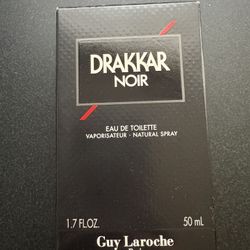 DRAKKAR
NOIR
EAU DE TOILETTE
VAPORISATEUR · NATURAL SPRAY
1.7 FL.OZ. 50 mL
Guy Laroche